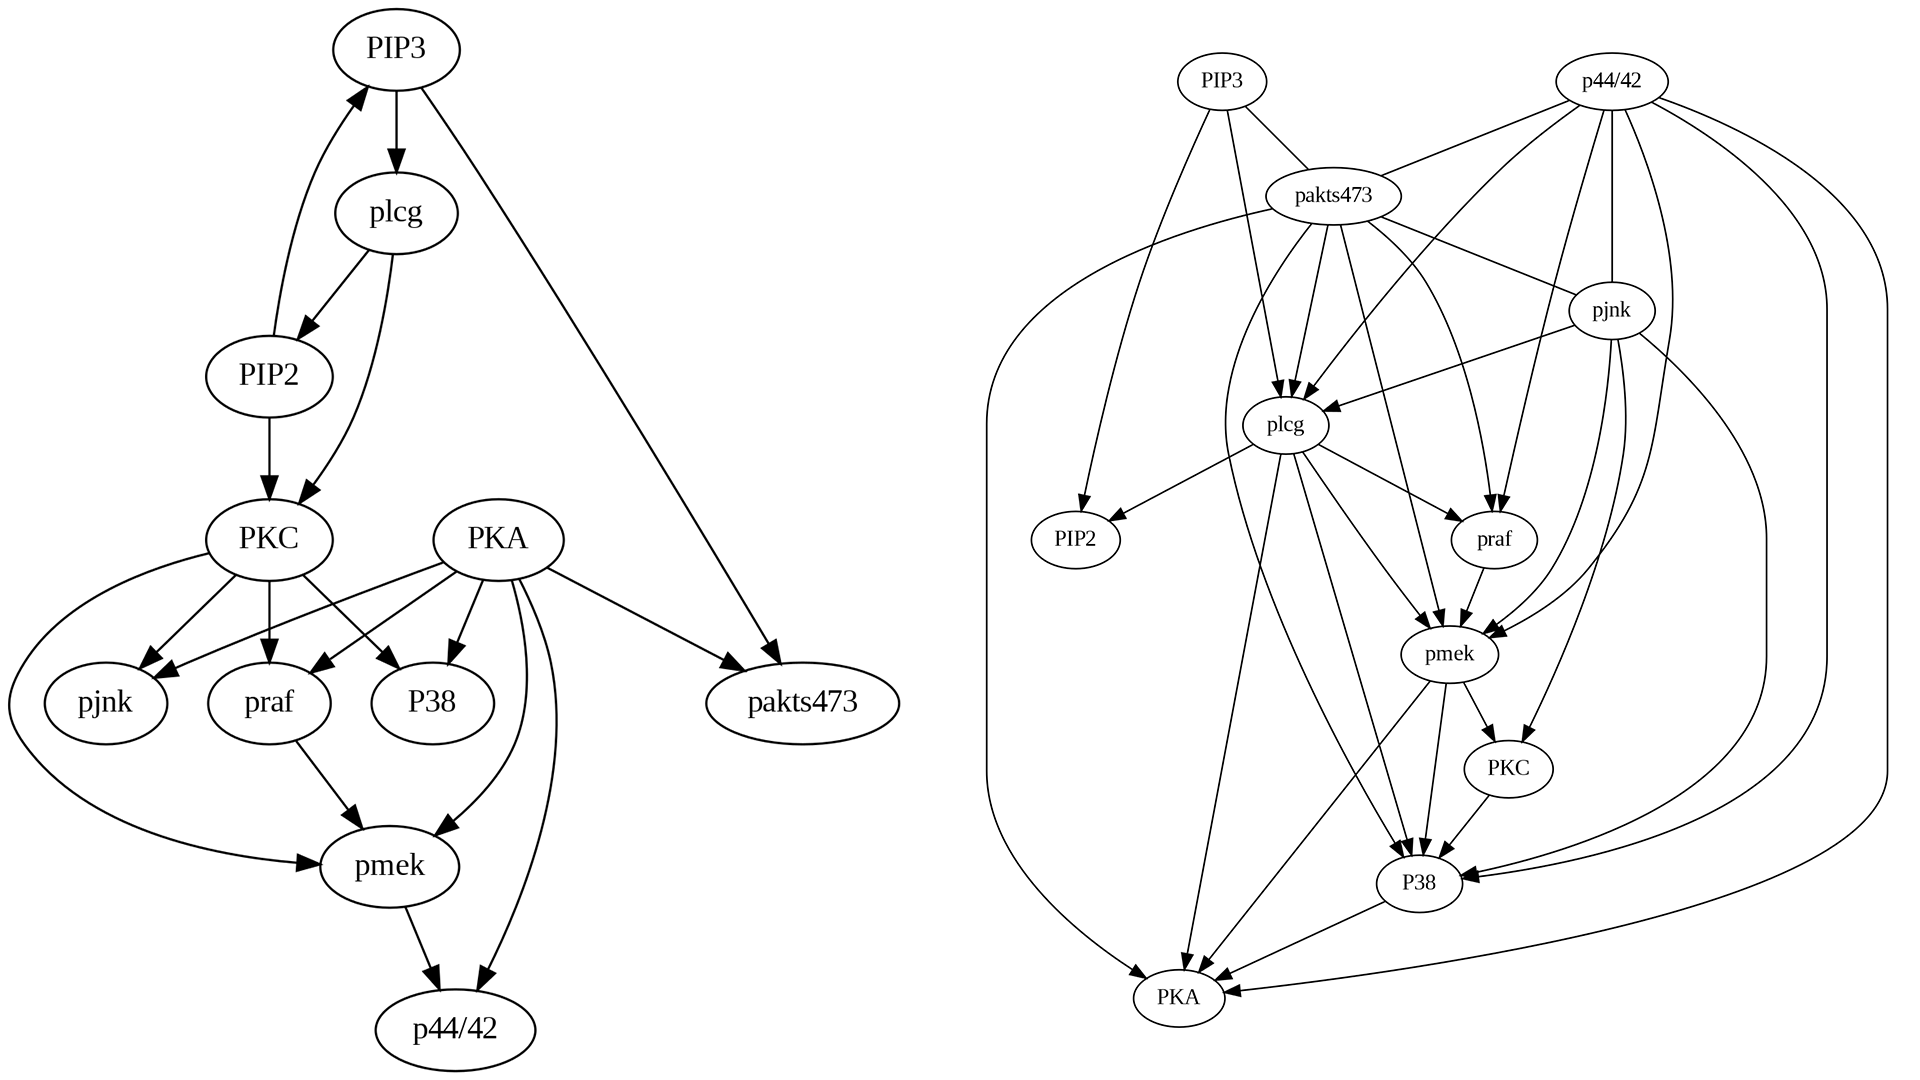 PIP3
plcg
PIP2
PKC
PKA
pjnk
praf
P38
pakts473
pmek
p44/42
PIP3
p44/42
pakts473
pjnk
plcg
PIP2
praf
pmek
PKC
P38
PKA